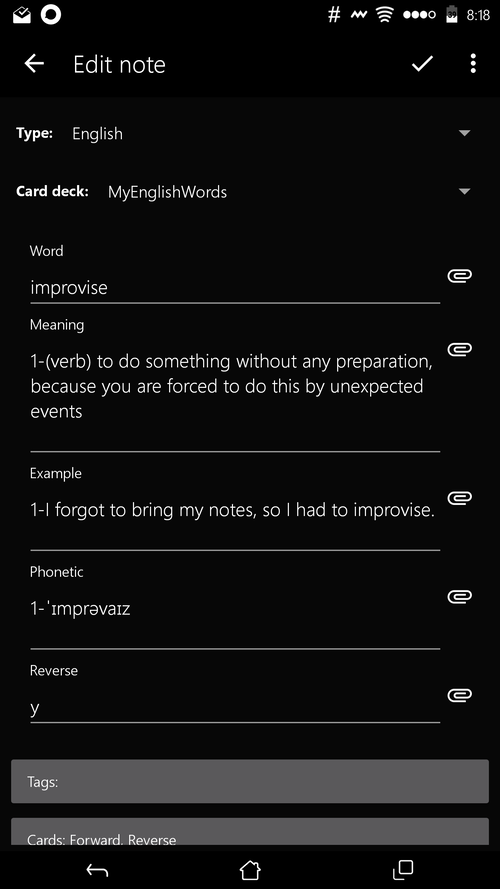 # 8:18
Edit note
Type: English
Card deck: MyEnglishWords
Word
improvise
Meaning
1-(verb) to do something without any preparation,
because you are forced to do this by unexpected
events
Example
1-I forgot to bring my notes, so I had to improvise.
Phonetic
1-ˈɪmprəvaɪz
Reverse
y
Tags:
Cards: Forward, Reverse